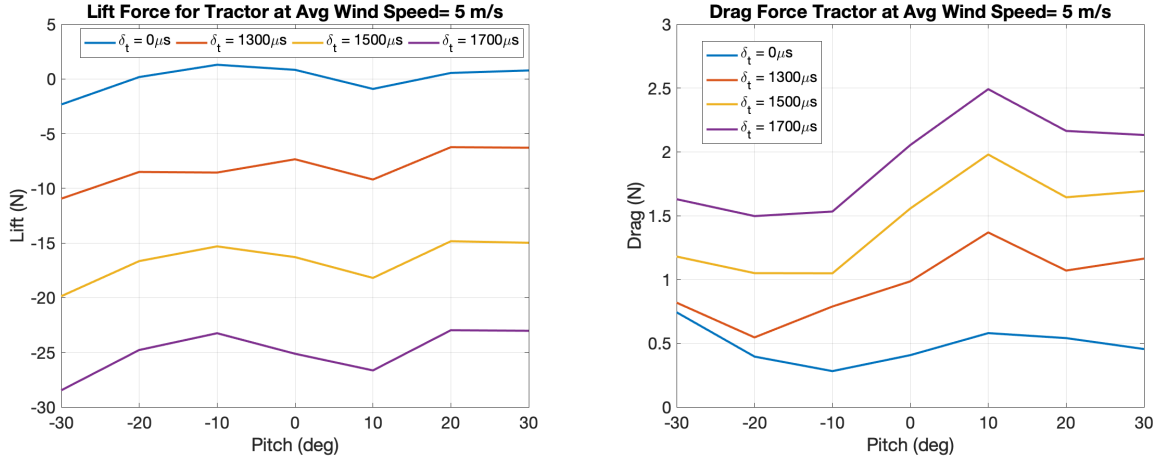 Lift Force for Tractor at Avg Wind Speed= 5 m/s
δt = 0μs δt = 1300μs δt = 1500μs δt = 1700μs
5
0
-5
-10
-15
-20
-25
-30
Lift (N)
-30 -20 -10 0 10 20 30
Pitch (deg)
Drag Force Tractor at Avg Wind Speed= 5 m/s
δt = 0μs
δt = 1300μs
δt = 1500μs
δt = 1700μs
3
2.5
2
1.5
1
0.5
0
Drag (N)
-30 -20 -10 0 10 20 30
Pitch (deg)